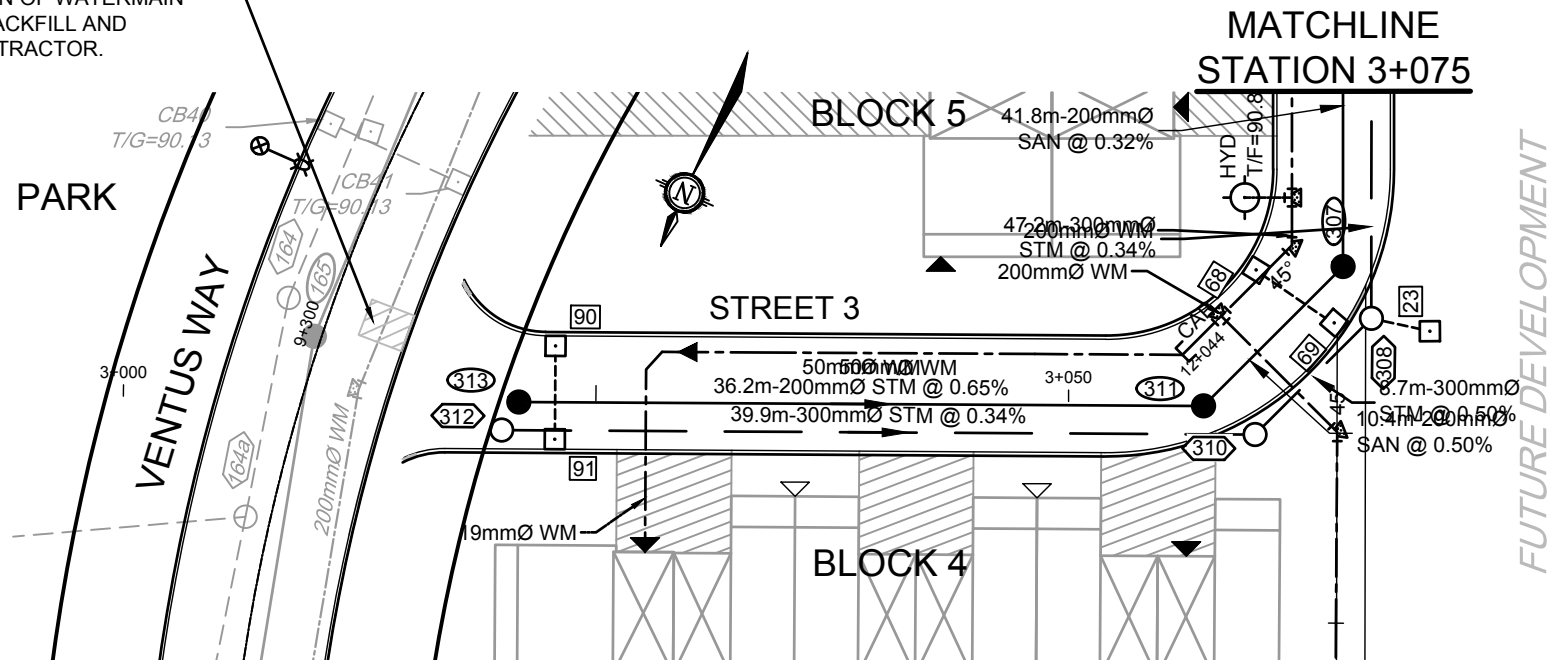 N OF WATERMAIN
ACKFILL AND
TRACTOR.
MATCHLINE
STATION 3+075
CB40
T/G=90.13
BLOCK 5
41.8m-200mmØ
SAN @ 0.32%
HYD
T/F=90.8
PARK
CB41
T/G=90.13
N
47.2m-300mmØ
STM @ 0.34%
200mmØ WM
200mmØ WM
307
164
165
9+300
VENTUS WAY
STREET 3
68
45°
CAP
12+044
23
69
308
90
3+000
313
50mmØ WM
36.2m-200mmØ STM @ 0.65%
3+050
311
312
39.9m-300mmØ STM @ 0.34%
310
8.7m-300mmØ
STM @ 0.50%
10.4m-200mmØ
SAN @ 0.50%
45°
91
164a
200mmØ WM
19mmØ WM
BLOCK 4
FUTURE DEVELOPMENT